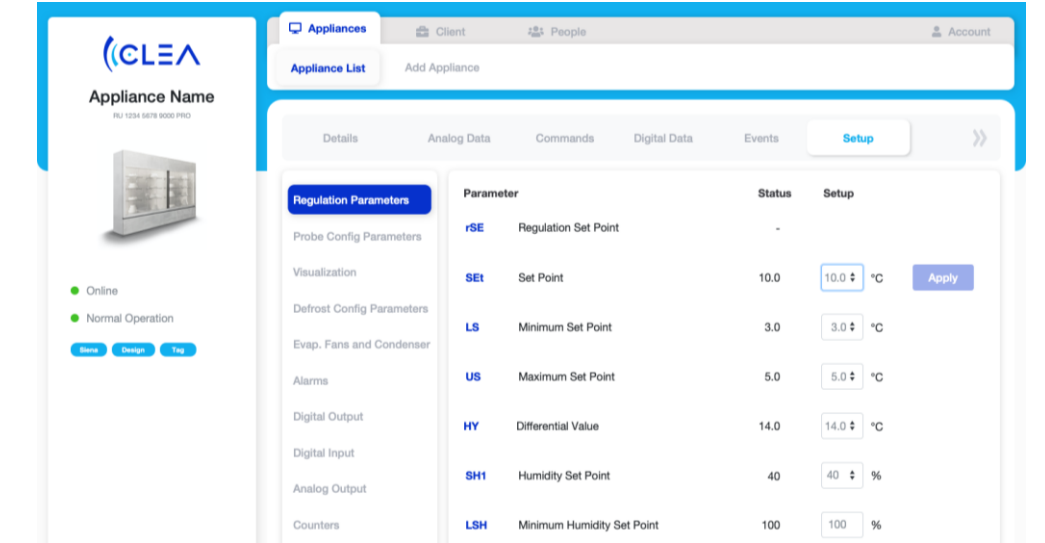 CLEA
Appliance Name
RU 1234 5678 9000 PRO
Online
Normal Operation
Siena Design Tag
Appliances Client People Account
Appliance List Add Appliance
Details Analog Data Commands Digital Data Events Setup
Regulation Parameters
Probe Config Parameters
Visualization
Defrost Config Parameters
Evap. Fans and Condenser
Alarms
Digital Output
Digital Input
Analog Output
Counters
Parameter Status Setup
rSE Regulation Set Point -
SEt Set Point 10.0 10.0 °C Apply
LS Minimum Set Point 3.0 3.0 °C
US Maximum Set Point 5.0 5.0 °C
HY Differential Value 14.0 14.0 °C
SH1 Humidity Set Point 40 40 %
LSH Minimum Humidity Set Point 100 100 %